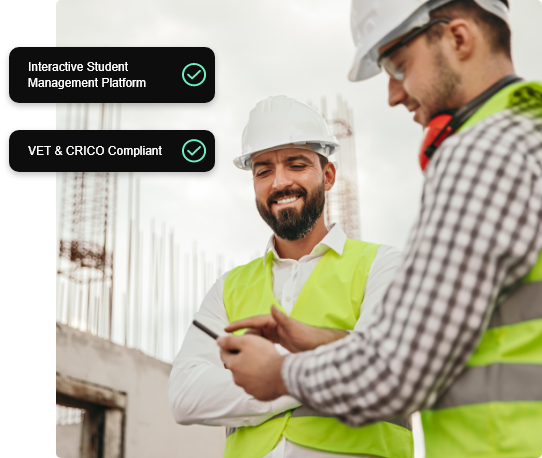 Interactive Student
Management Platform
VET & CRICO Compliant